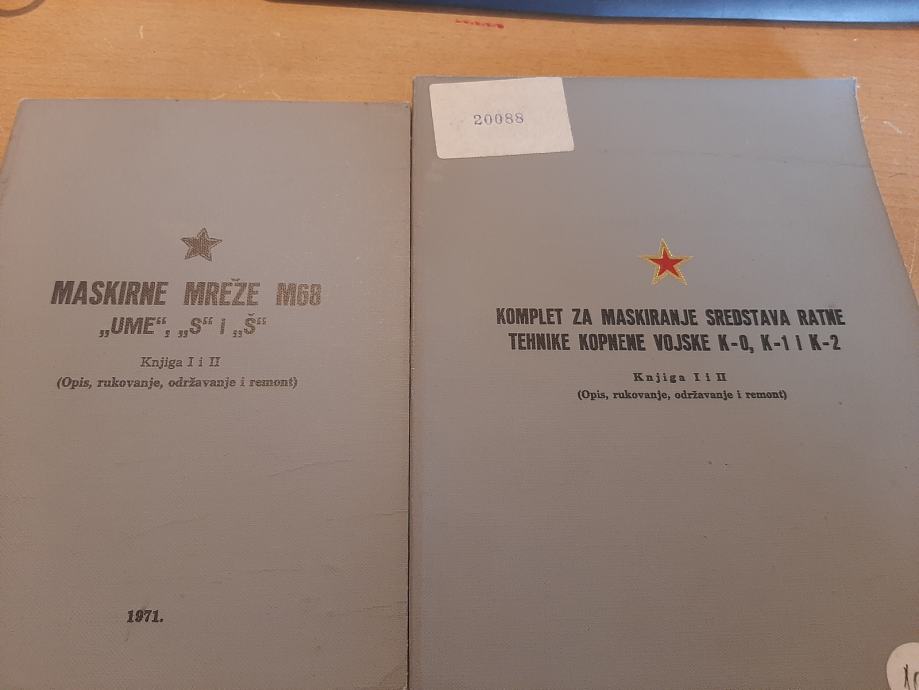 MASKIRNE MREŽE M68
„UME“, „S“ i „Š“
Knjiga I i II
(Opis, rukovanje, održavanje i remont)
1971.
20088
KOMPLET ZA MASKIRANJE SREDSTAVA RATNE
TEHNIKE KOPNENE VOJSKE K-0, K-1 I K-2
Knjiga I i II
(Opis, rukovanje, održavanje i remont)